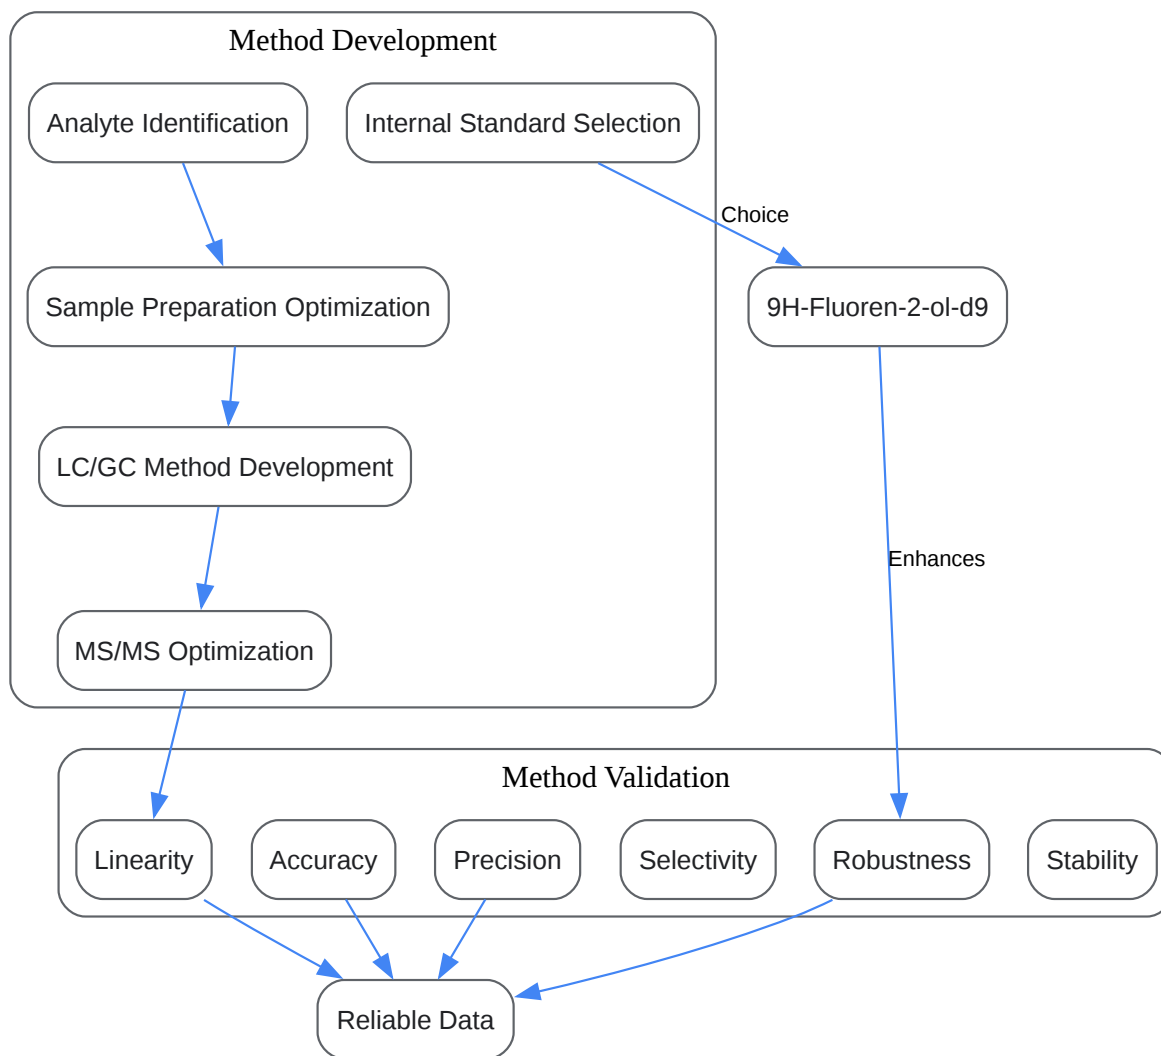 Method Development
Analyte Identification
Internal Standard Selection
Choice
Sample Preparation Optimization
9H-Fluoren-2-ol-d9
LC/GC Method Development
Enhances
MS/MS Optimization
Method Validation
Linearity
Accuracy
Precision
Selectivity
Robustness
Stability
Reliable Data